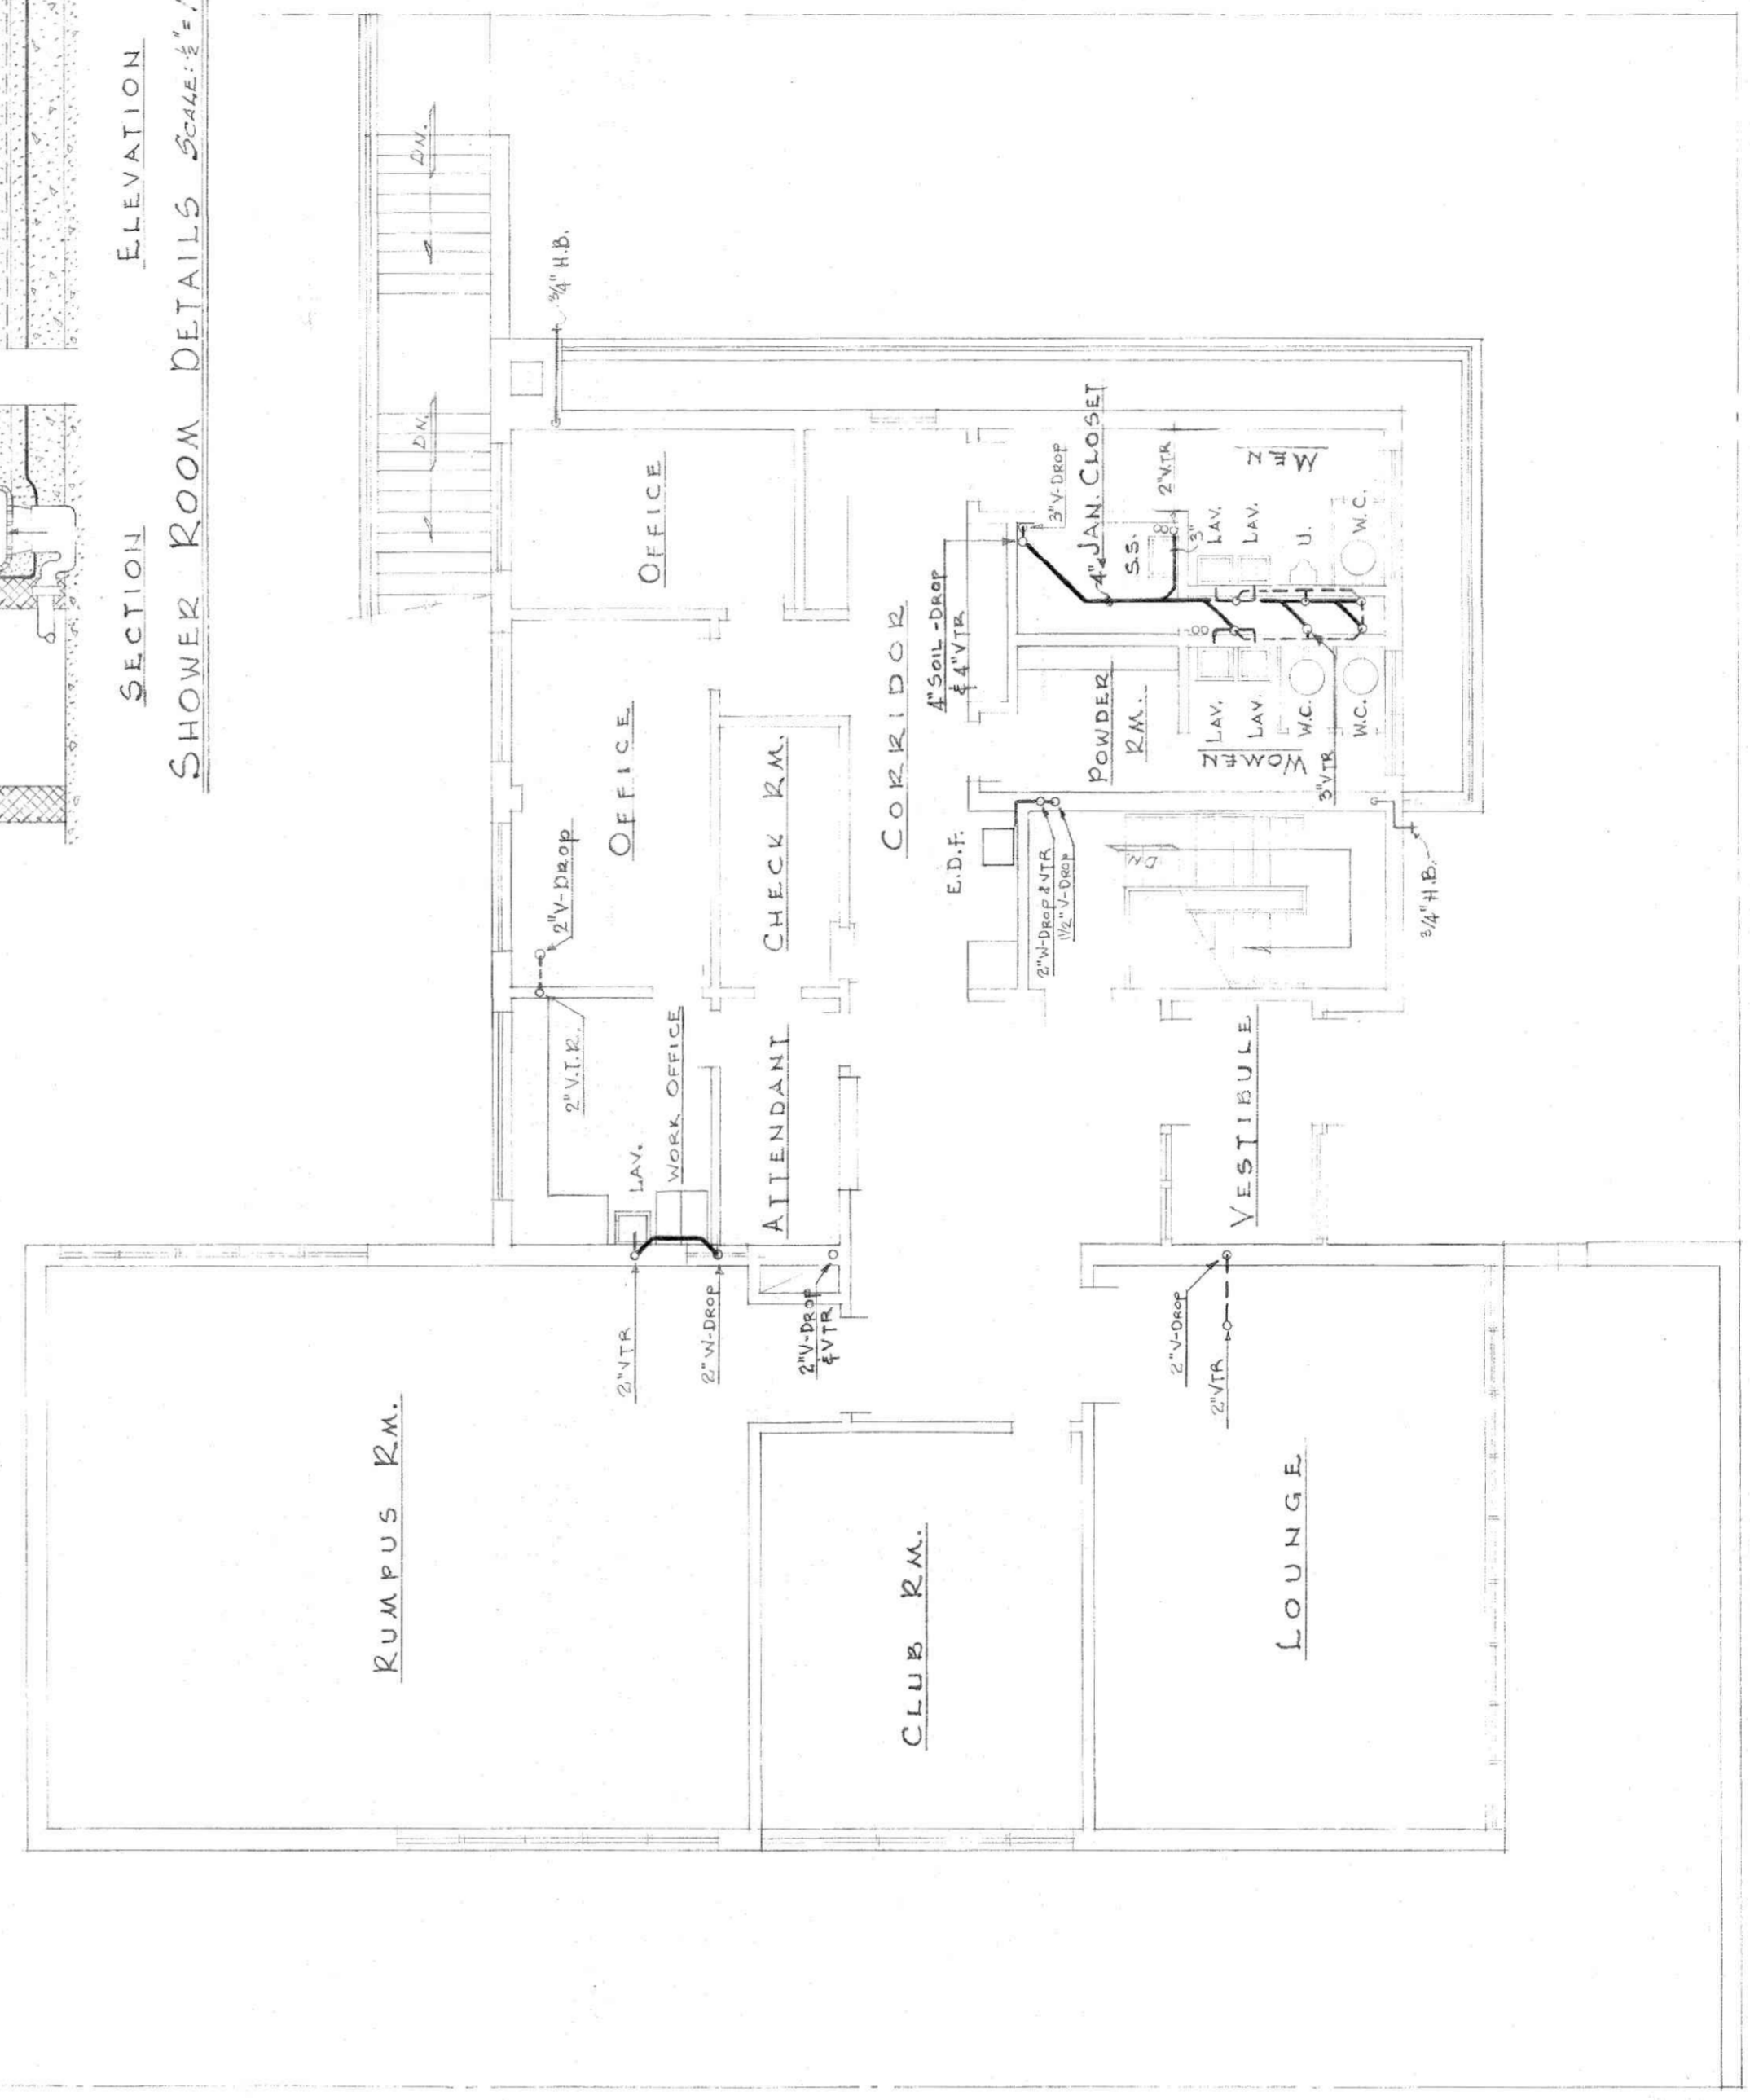 SECTION
ELEVATION
SHOWER ROOM DETAILS SCALE: ½" =
DN.
DN.
¾" H.B.
RUMPUS RM.
2" VTR
2" W-DROP
2" V-DROP
& VTR
LAV.
WORK OFFICE
2" V.T.R.
2" V-DROP
OFFICE
OFFICE
ATTENDANT
CHECK RM.
CORRIDOR
CLUB RM.
E.D.F.
2" W-DROP & VTR
1½" V-DROP
4" SOIL-DROP
& 4" VTR
3" V-DROP
4"
JAN. CLOSET
S.S.
3"
2" VTR
POWDER
RM.
LAV.
LAV.
W.C.
W.C.
WOMEN
3" VTR
LAV.
LAV.
U.
W.C.
MEN
DN
3/4" H.B.
VESTIBULE
2" V-DROP
2" VTR
LOUNGE